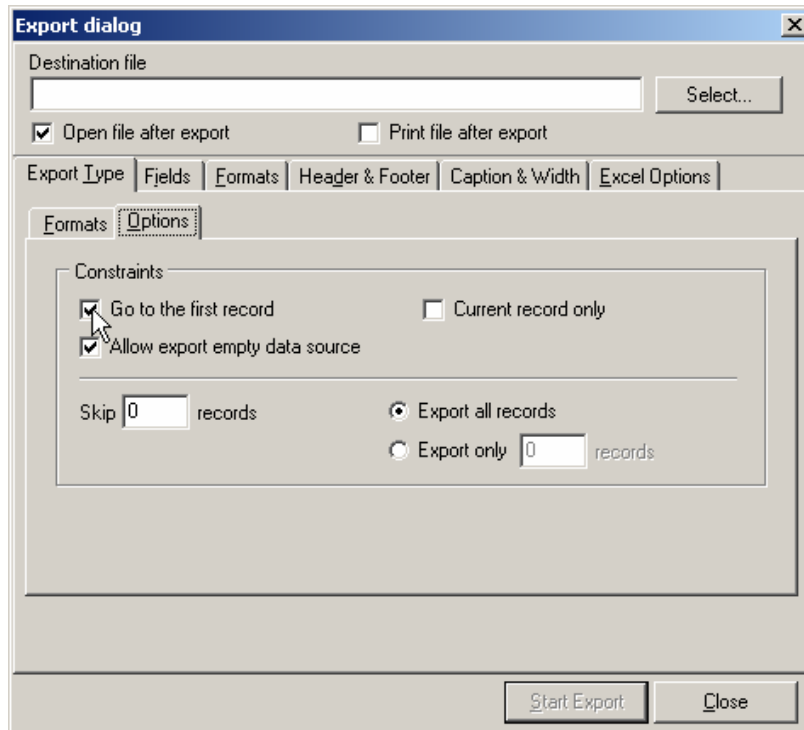 Export dialog
Destination file
Select...
Open file after export Print file after export
Export Type Fields Formats Header & Footer Caption & Width Excel Options
Formats Options
Constraints
Go to the first record Current record only
Allow export empty data source
Skip 0 records Export all records
Export only 0 records
Start Export Close